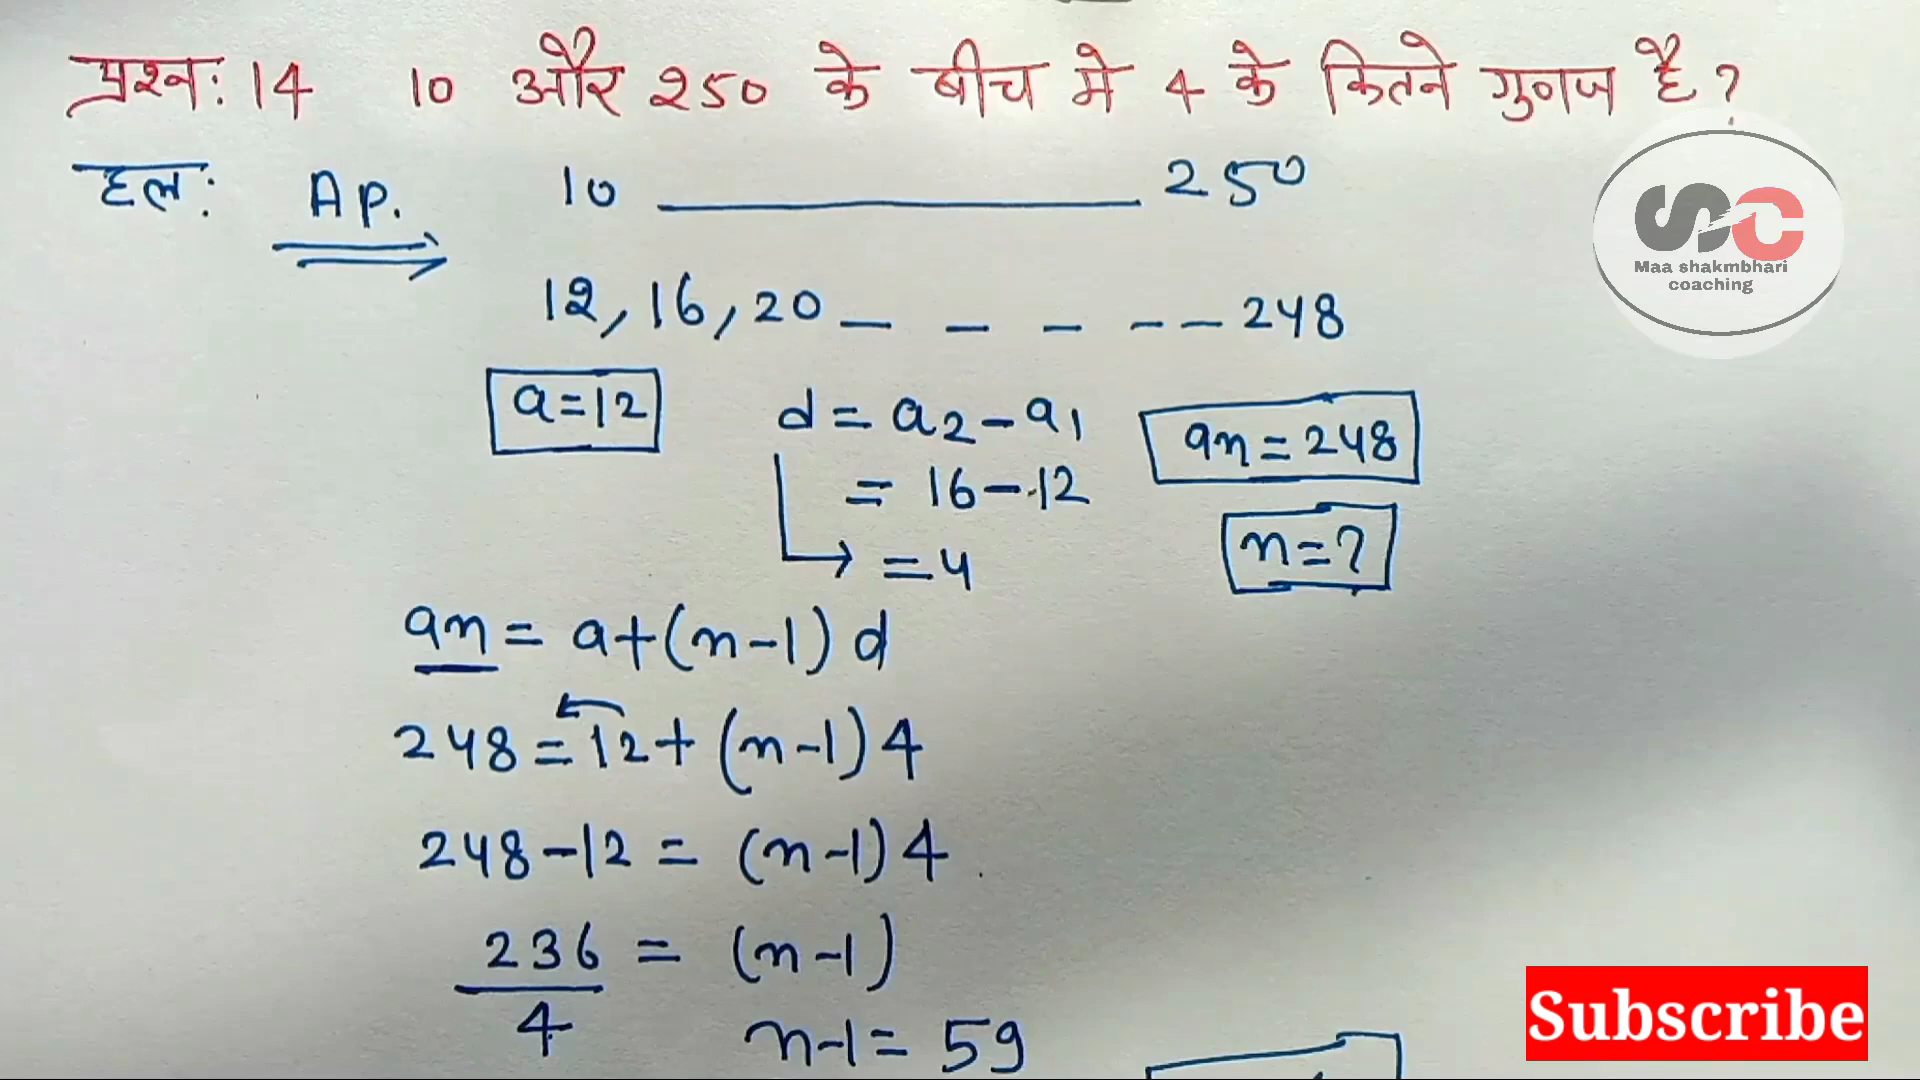 प्रश्न: 14 10 और 250 के बीच मे 4 के कितने गुणज है?
हल: Ap. 10 ________ 250
12, 16, 20 _ _ _ _ _ 248
a=12 d = a2-a1 an = 248
= 16-12 n=?
= 4
an = a+(n-1) d
248 = 12+ (n-1)4
248-12 = (n-1)4
236/4 = (n-1)
n-1 = 59
Maa shakmbhari
coaching
Subscribe